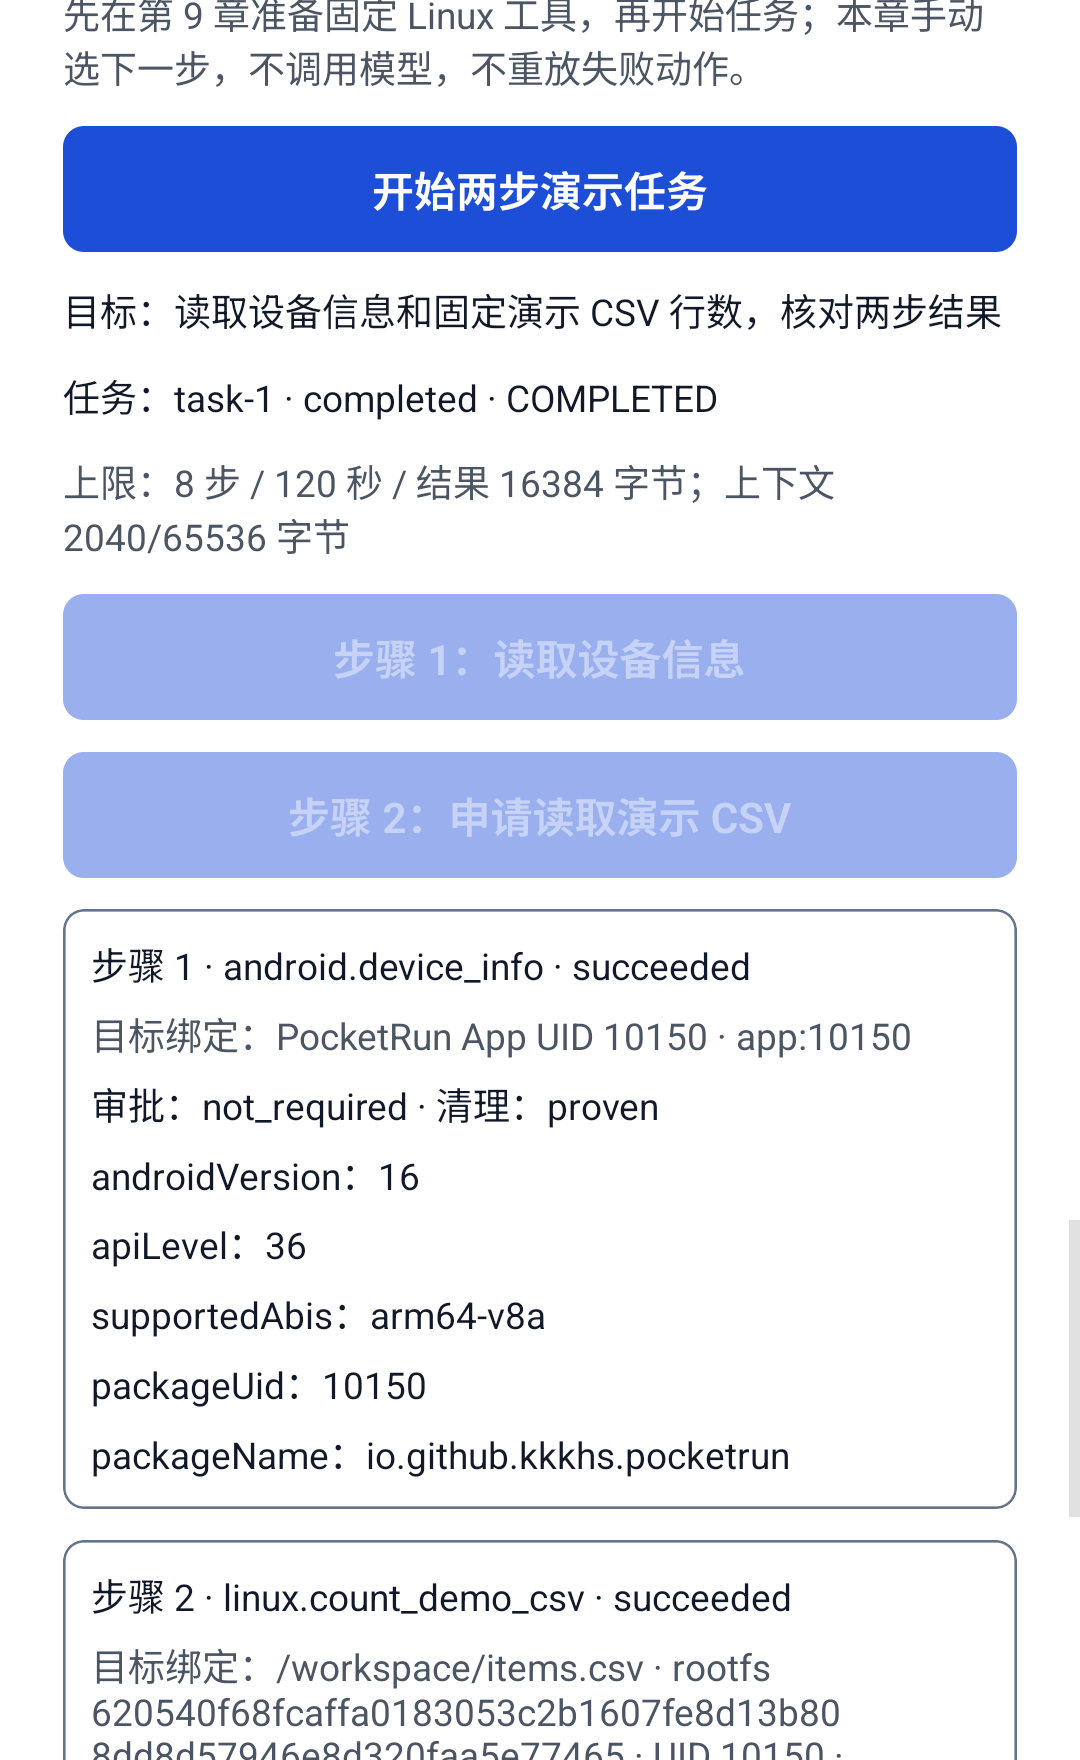 先在第 9 章准备固定 Linux 工具，再开始任务；本章手动
选下一步，不调用模型，不重放失败动作。
开始两步演示任务
目标：读取设备信息和固定演示 CSV 行数，核对两步结果
任务：task-1 · completed · COMPLETED
上限：8 步 / 120 秒 / 结果 16384 字节；上下文
2040/65536 字节
步骤 1：读取设备信息
步骤 2：申请读取演示 CSV
步骤 1 · android.device_info · succeeded
目标绑定：PocketRun App UID 10150 · app:10150
审批：not_required · 清理：proven
androidVersion：16
apiLevel：36
supportedAbis：arm64-v8a
packageUid：10150
packageName：io.github.kkkhs.pocketrun
步骤 2 · linux.count_demo_csv · succeeded
目标绑定：/workspace/items.csv · rootfs
620540f68fcaffa0183053c2b1607fe8d13b80
8dd8d57946e8d320faa5e77465 · UID 10150 ·